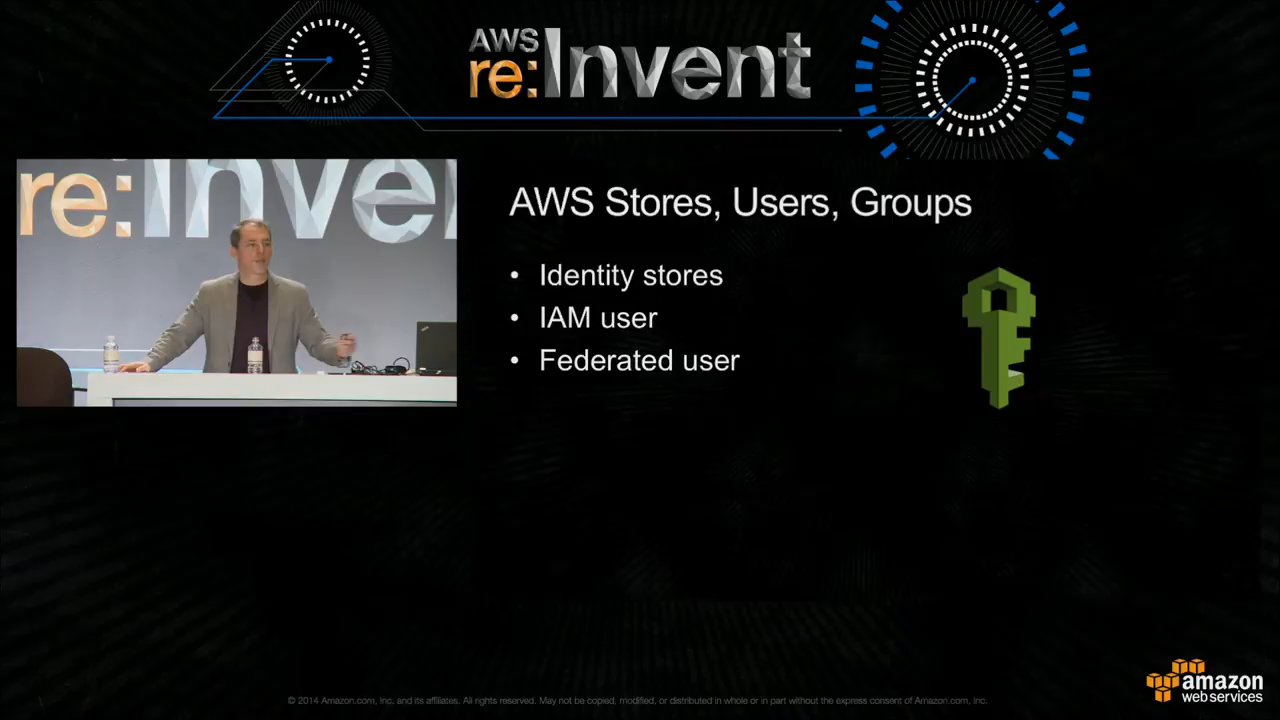 AWS
re:Invent
re:Inve
AWS Stores, Users, Groups
• Identity stores
• IAM user
• Federated user
© 2014 Amazon.com, Inc, and its affiliates. All rights reserved. May not be copied, modified, or distributed in whole or in part without the express consent of Amazon.com, Inc.
amazon
web services